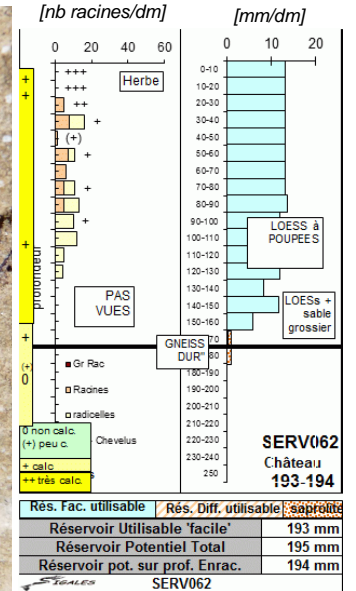 [nb racines/dm] [mm/dm]
0 20 40 60
0 10 20
+++ Herbe
+++
++
+
(+)
+
+
+
+
+
+
+
(+)
0
profondeur
PAS
VUES
Gr Rac
Racines
radicelles
Chevelus
0 non calc.
(+) peu c.
+ calc
++ très calc.
0-10
10-20
20-30
30-40
40-50
50-60
60-70
70-80
80-90
90-100
100-110
110-120
120-130
130-140
140-150
150-160
70
80
190-200
200-210
210-220
220-230
230-240
250
LOESS à
POUPEES
LOESs +
sable
grossier
GNEISS
DUR"
SERV062
Château
193-194
Rés. Fac. utilisable Rés. Diff. utilisable saprolite
Réservoir Utilisable 'facile' 193 mm
Réservoir Potentiel Total 195 mm
Réservoir pot. sur prof. Enrac. 194 mm
SIGALES SERV062